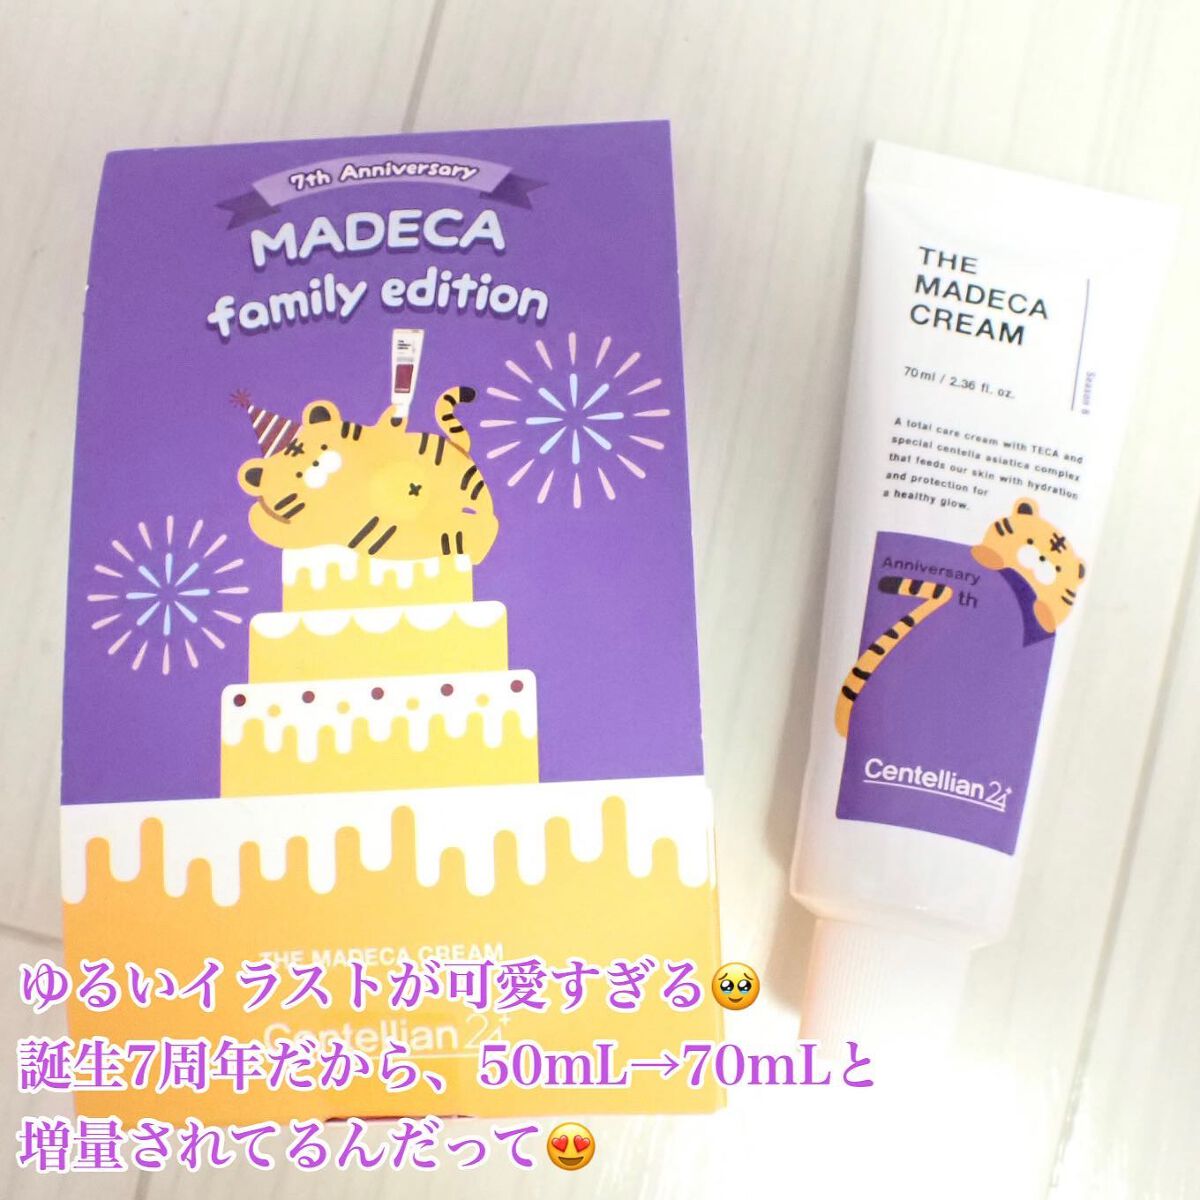 7th Anniversary
MADECA
family edition
THE MADECA CREAM
Centellian24
THE
MADECA
CREAM
70ml / 2.36 fl. oz.
Season 6
A total care cream with TECA and
special centella asiatica complex
that feeds our skin with hydration
and protection for
a healthy glow.
Anniversary
7th
Centellian24
ゆるいイラストが可愛すぎる🥹
誕生7周年だから、50mL→70mLと
増量されてるんだって😍